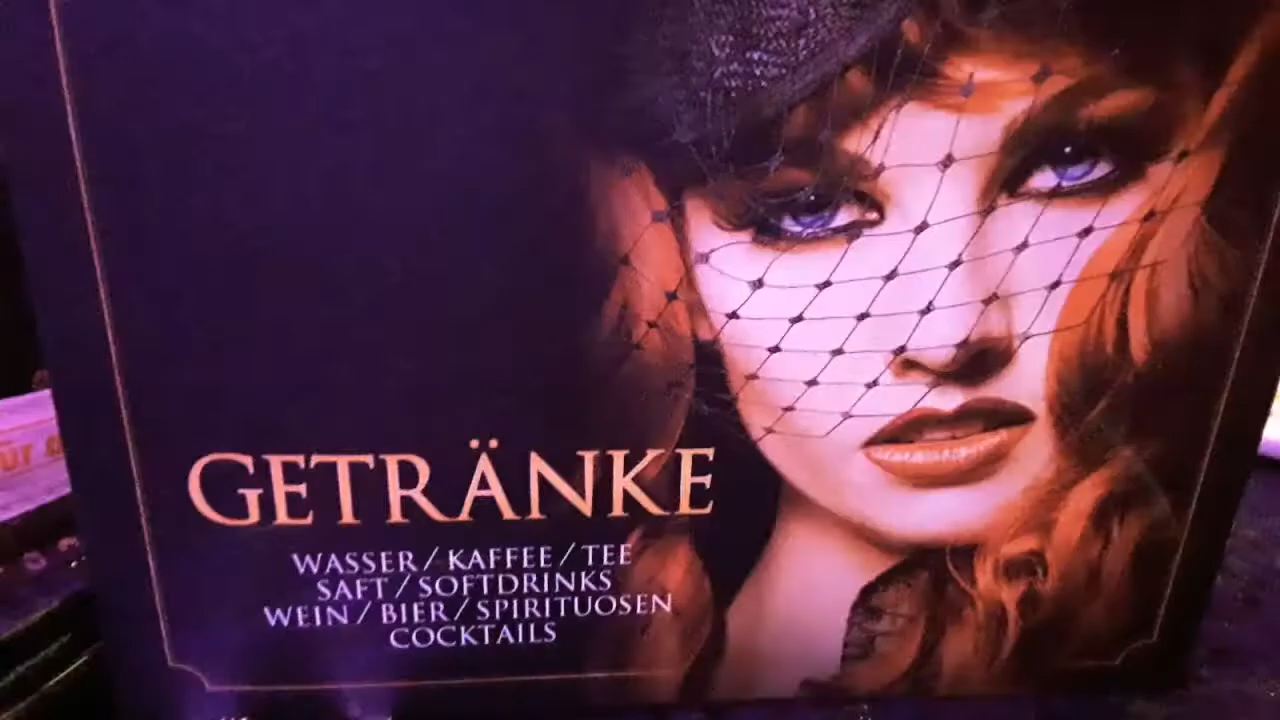 GETRÄNKE
WASSER / KAFFEE / TEE
SAFT / SOFTDRINKS
WEIN / BIER / SPIRITUOSEN
COCKTAILS